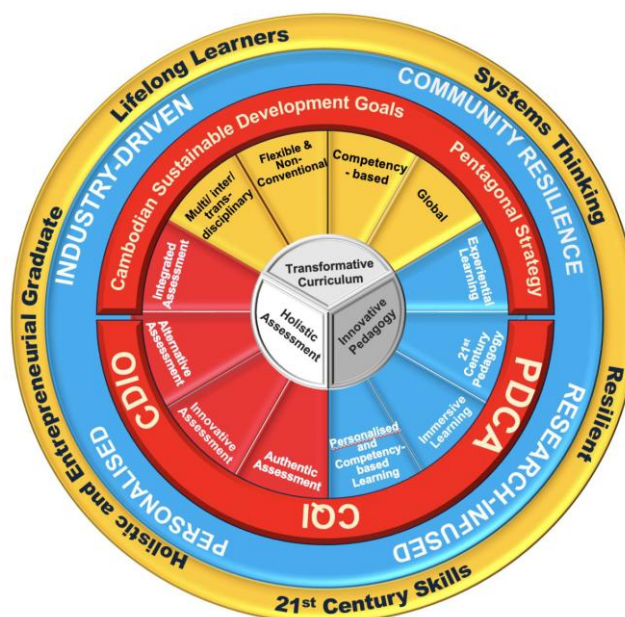 Lifelong Learners
Systems Thinking
Resilient
21st Century Skills
Holistic and Entrepreneurial Graduate
INDUSTRY-DRIVEN
COMMUNITY RESILIENCE
RESEARCH-INFUSED
PERSONALISED
Cambodian Sustainable Development Goals
Pentagonal Strategy
PDCA
CQI
CDIO
Multi/ inter/
trans-
disciplinary
Flexible &
Non-
Conventional
Competency
- based
Global
Experiential
Learning
21st
Century
Pedagogy
Immersive
Learning
Personalised
and
Competency-
based
Learning
Authentic
Assessment
Innovative
Assessment
Alternative
Assessment
Integrated
Assessment
Transformative
Curriculum
Holistic
Assessment
Innovative
Pedagogy